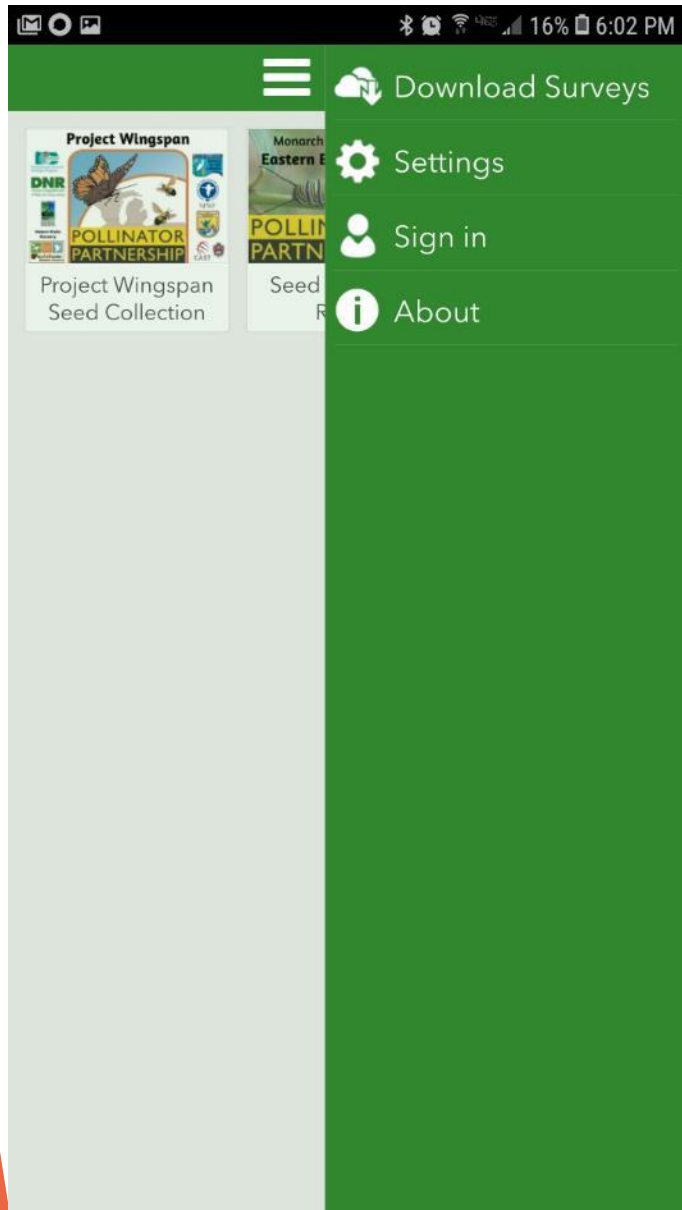 16% 6:02 PM
Download Surveys
Settings
Sign in
About
Project Wingspan
DNR
POLLINATOR
PARTNERSHIP
CAST
Project Wingspan
Seed Collection
Monarch
Eastern
POLLIN
PARTN
Seed